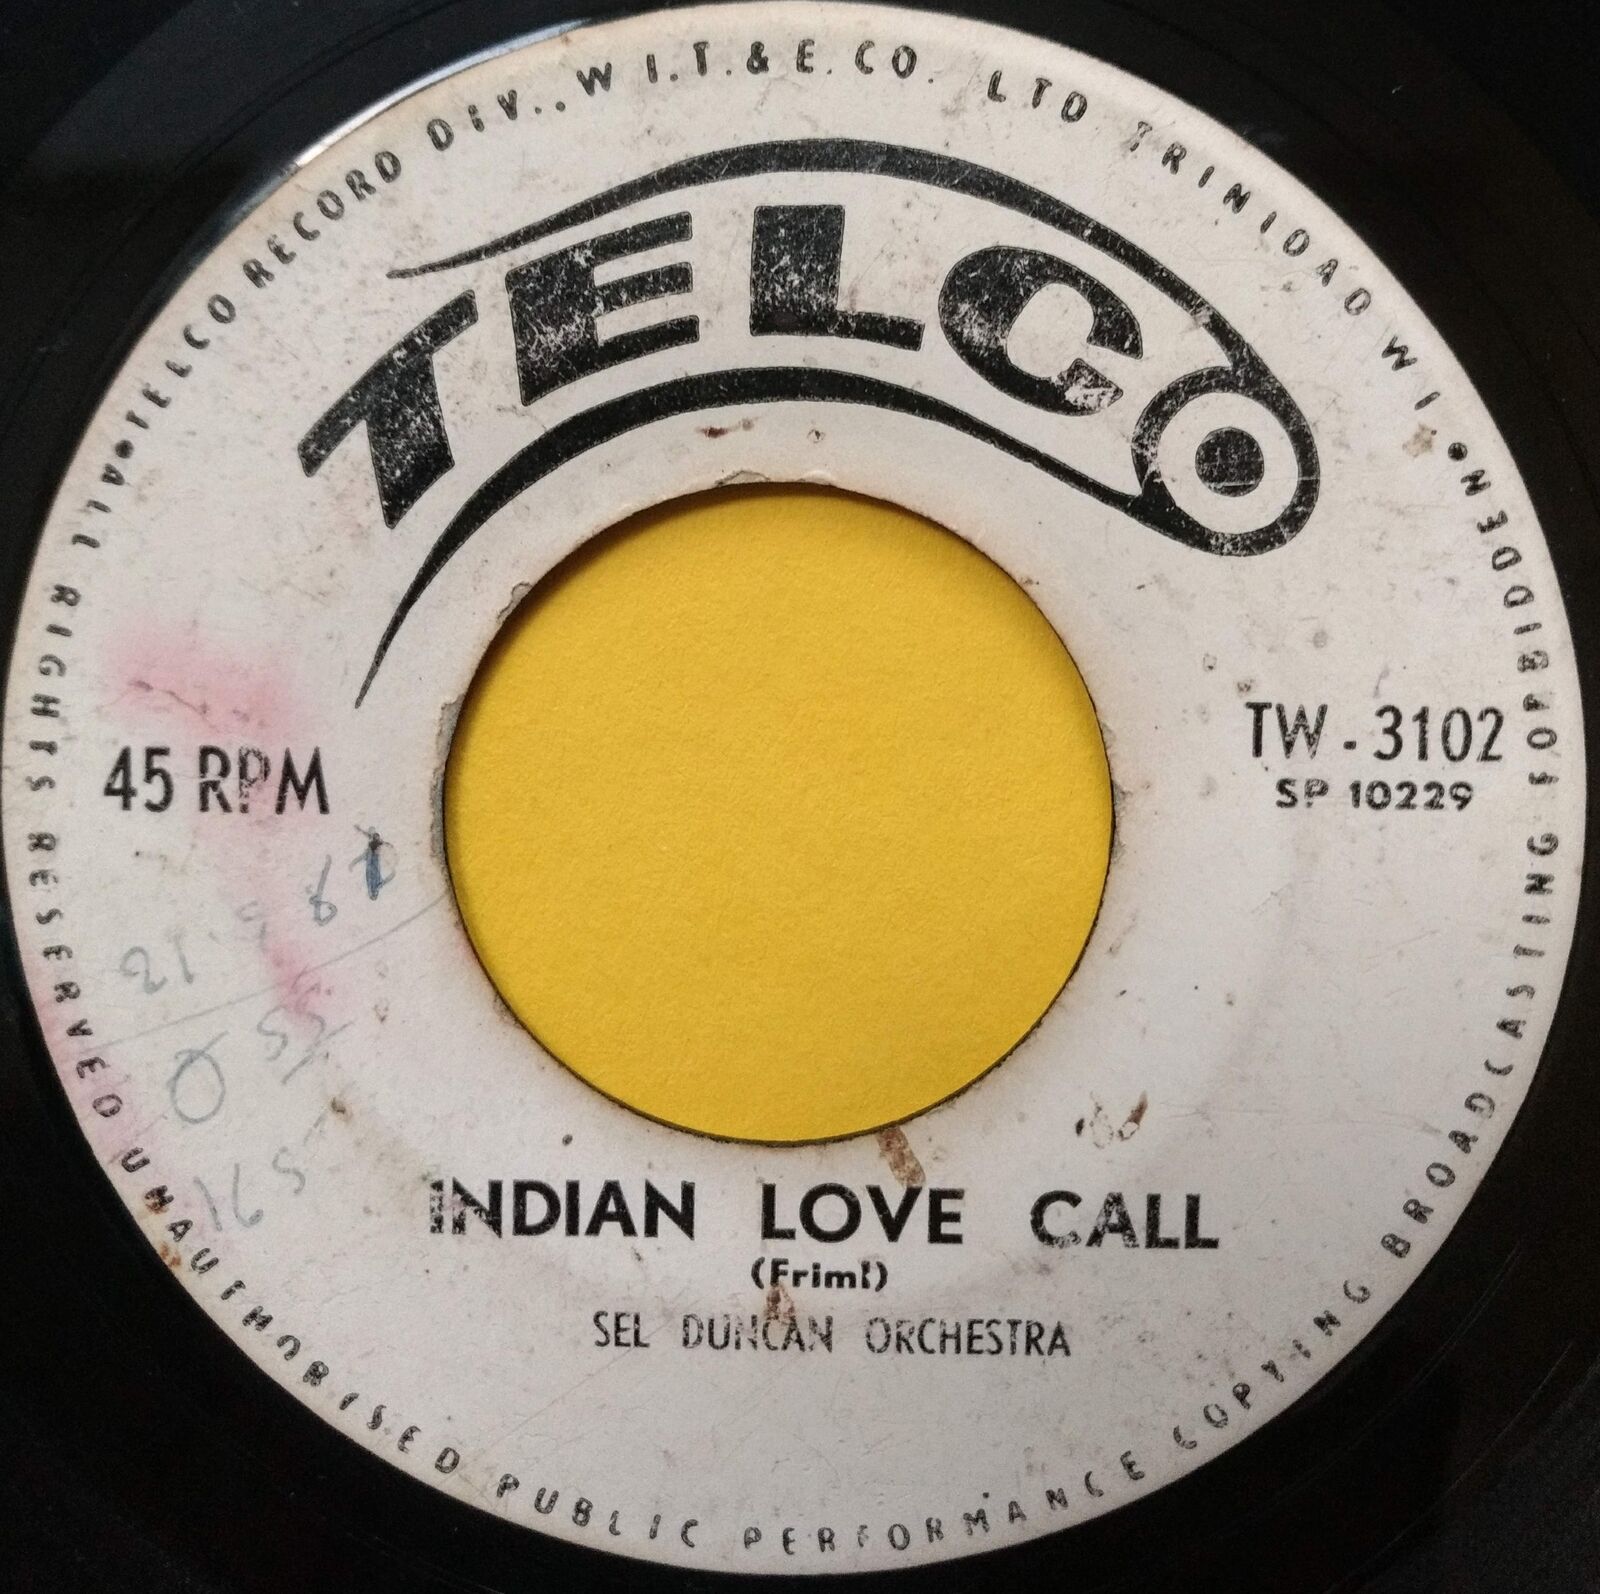 TELCO RECORD DIV., W.I.T. & E. CO. LTD TRINIDAD W.I.
TELCO
45 RPM
TW - 3102
SP 10229
INDIAN LOVE CALL
(Friml)
SEL DUNCAN ORCHESTRA
ALL RIGHTS RESERVED UNAUTHORISED PUBLIC PERFORMANCE COPYING BROADCASTING FORBIDDEN